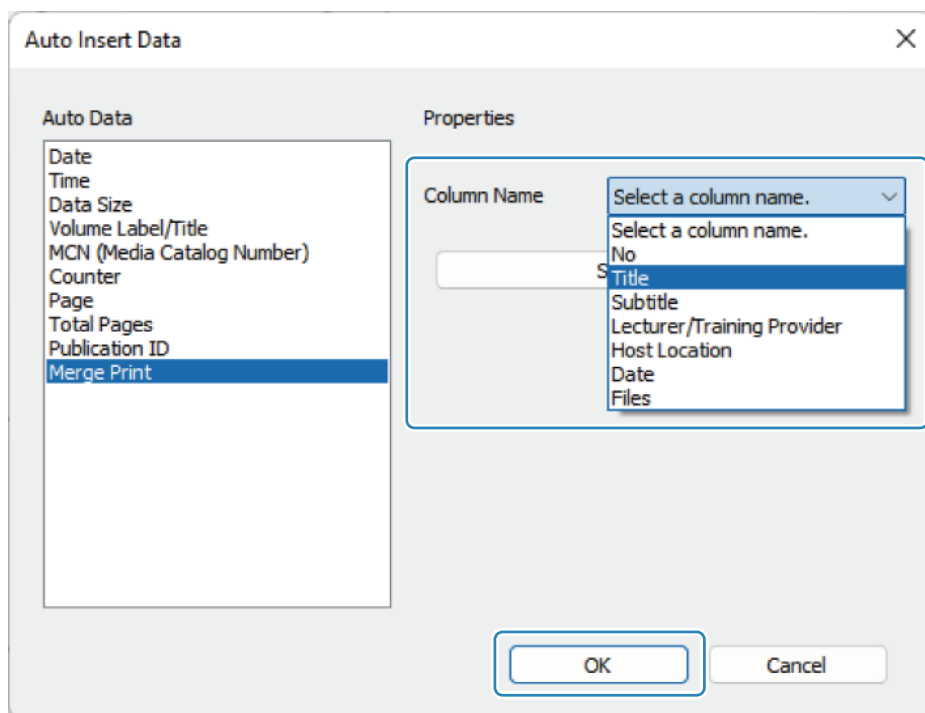 Auto Insert Data
Auto Data
Date
Time
Data Size
Volume Label/Title
MCN (Media Catalog Number)
Counter
Page
Total Pages
Publication ID
Merge Print
Properties
Column Name
Select a column name.
Select a column name.
No
Title
Subtitle
Lecturer/Training Provider
Host Location
Date
Files
OK
Cancel